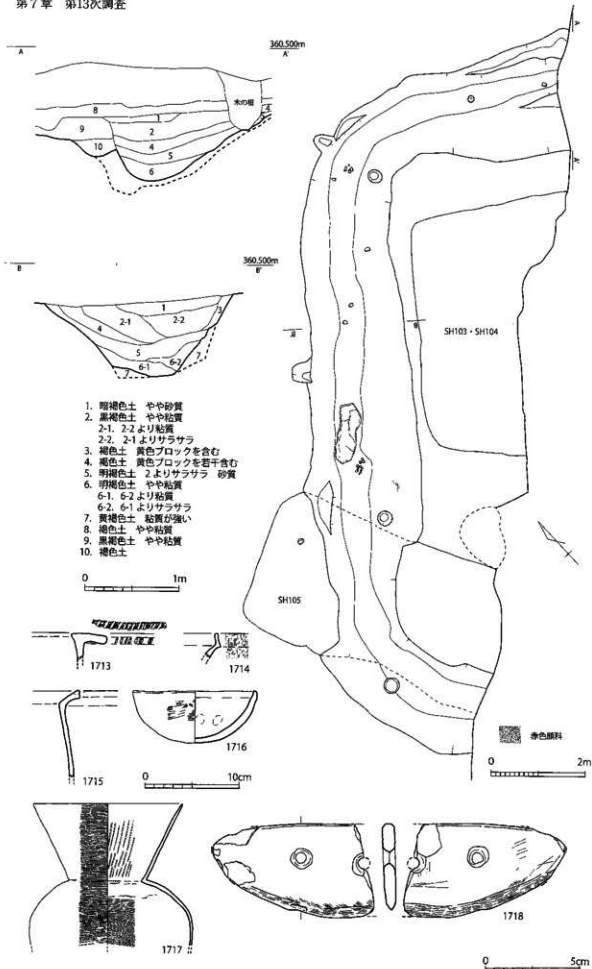 第7章 第13次調査
A
360.500m
A'
木の根
8
1
4
9
2
4
10
5
6
B
360.500m
B'
1
3
2-1
2-2
4
5
6-2
6-1
7
7
1. 暗褐色土 やや砂質
2. 黒褐色土 やや粘質
2-1. 2-2より粘質
2-2. 2-1よりサラサラ
3. 褐色土 黄色ブロックを含む
4. 褐色土 黄色ブロックを若干含む
5. 明褐色土 2よりサラサラ 砂質
6. 明褐色土 やや粘質
6-1. 6-2より粘質
6-2. 6-1よりサラサラ
7. 黄褐色土 粘質が強い
8. 褐色土 やや粘質
9. 黒褐色土 やや粘質
10. 褐色土
0
1m
A
A'
B
B'
SH103・SH104
SH105
赤色顔料
0
2m
1713
1714
1715
1716
0
10cm
1717
1718
0
5cm